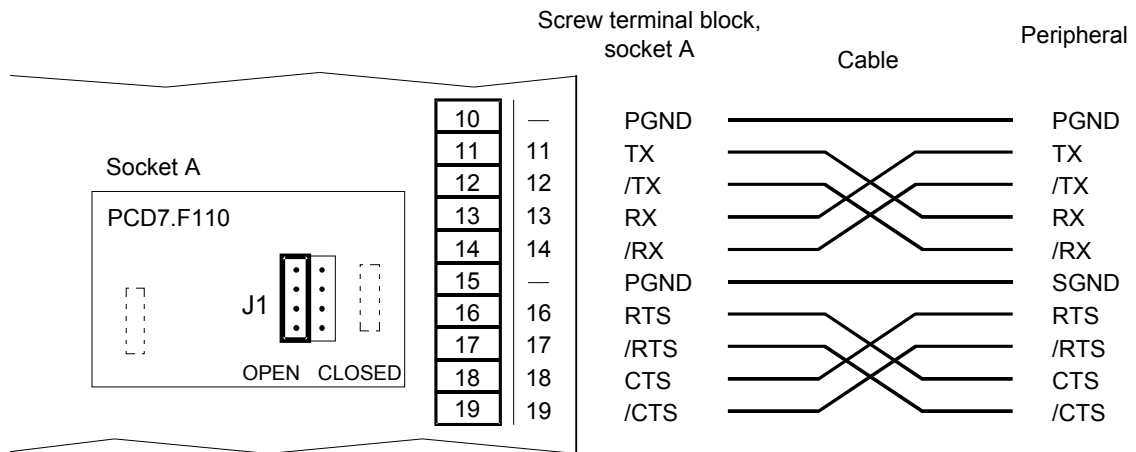 Screw terminal block,
socket A
Cable
Peripheral
Socket A
PCD7.F110
J1
OPEN CLOSED
10 — PGND PGND
11 11 TX TX
12 12 /TX /TX
13 13 RX RX
14 14 /RX /RX
15 — PGND SGND
16 16 RTS RTS
17 17 /RTS /RTS
18 18 CTS CTS
19 19 /CTS /CTS